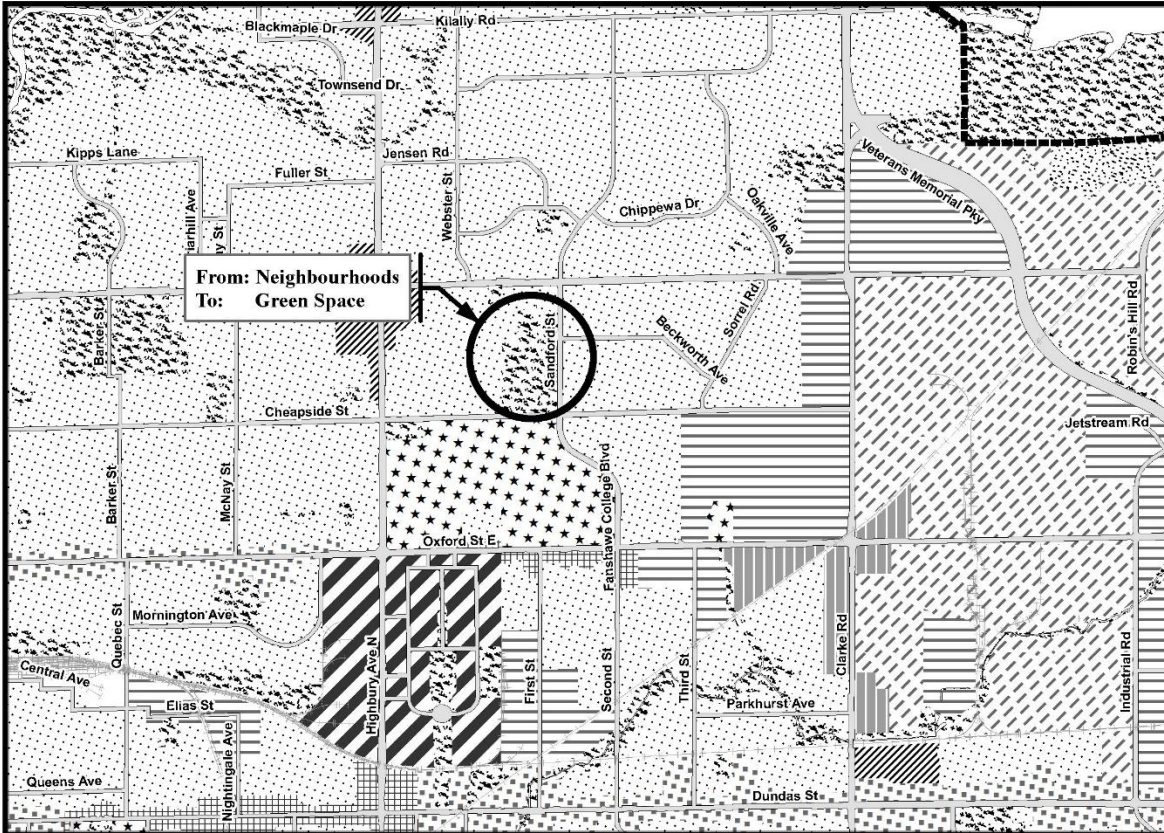 Blackmaple Dr
Kilally Rd
Townsend Dr
Kipps Lane
Jensen Rd
Fuller St
Veterans Memorial Pky
Webster St
Chippewa Dr
Oakville Ave
From: Neighbourhoods
To: Green Space
Barker St
Sandford St
Beckworth Ave
Sorrel Rd
Robin's Hill Rd
Cheapside St
Jetstream Rd
Barker St
McNay St
Fanshawe College Blvd
Oxford St E
Mornington Ave
Quebec St
Highbury Ave N
First St
Second St
Third St
Clarke Rd
Industrial Rd
Central Ave
Elias St
Parkhurst Ave
Nightingale Ave
Queens Ave
Dundas St